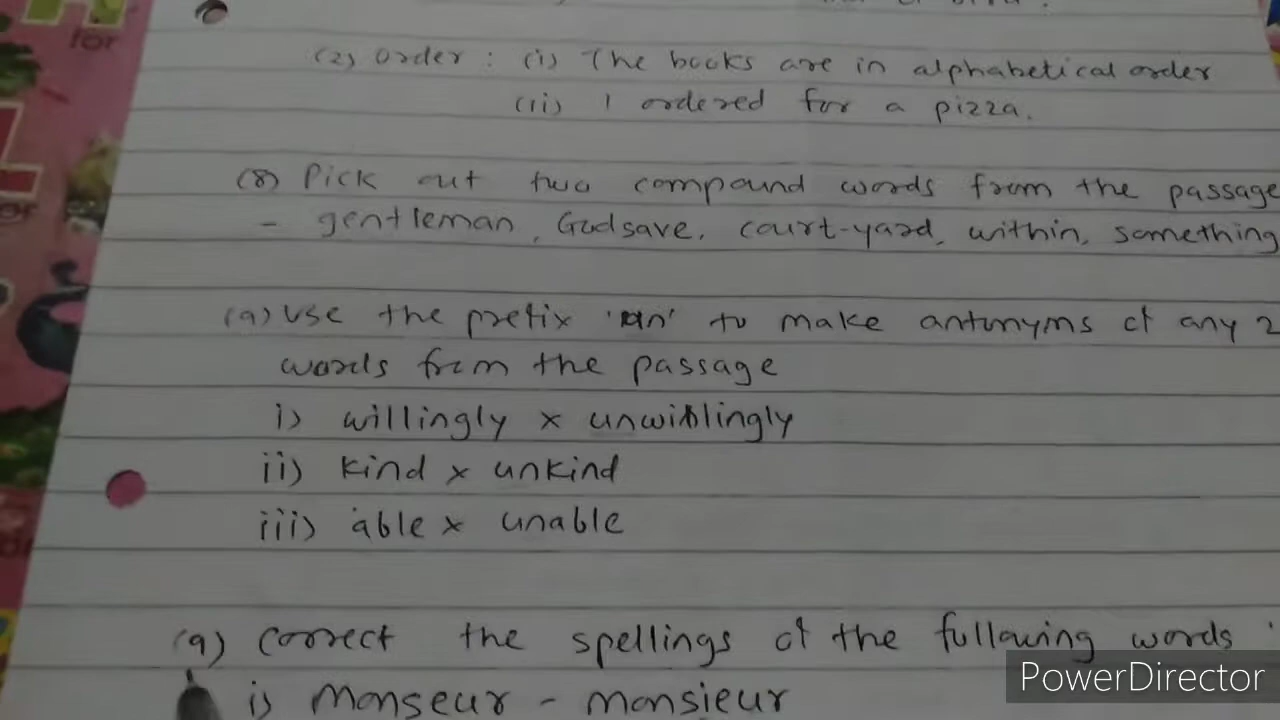 for
(2) Order : (i) The books are in alphabetical order
(ii) I ordered for a pizza.
(8) Pick out two compound words from the passage
- gentleman, Godsave, court-yard, within, something
(9) Use the prefix 'un' to make antonyms of any 2
words from the passage
i) willingly x unwillingly
ii) kind x unkind
iii) able x unable
(9) Correct the spellings of the following words :
i) Monseur - monsieur
PowerDirector